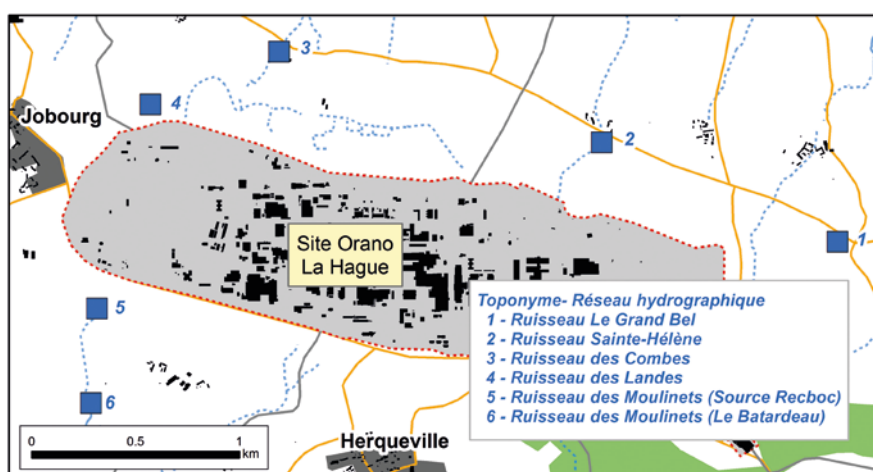 3
4
Jobourg
2
Site Orano
La Hague
1
5
6
Toponyme- Réseau hydrographique
1 - Ruisseau Le Grand Bel
2 - Ruisseau Sainte-Hélène
3 - Ruisseau des Combes
4 - Ruisseau des Landes
5 - Ruisseau des Moulinets (Source Recboc)
6 - Ruisseau des Moulinets (Le Batardeau)
0 0.5 1
km
Herqueville